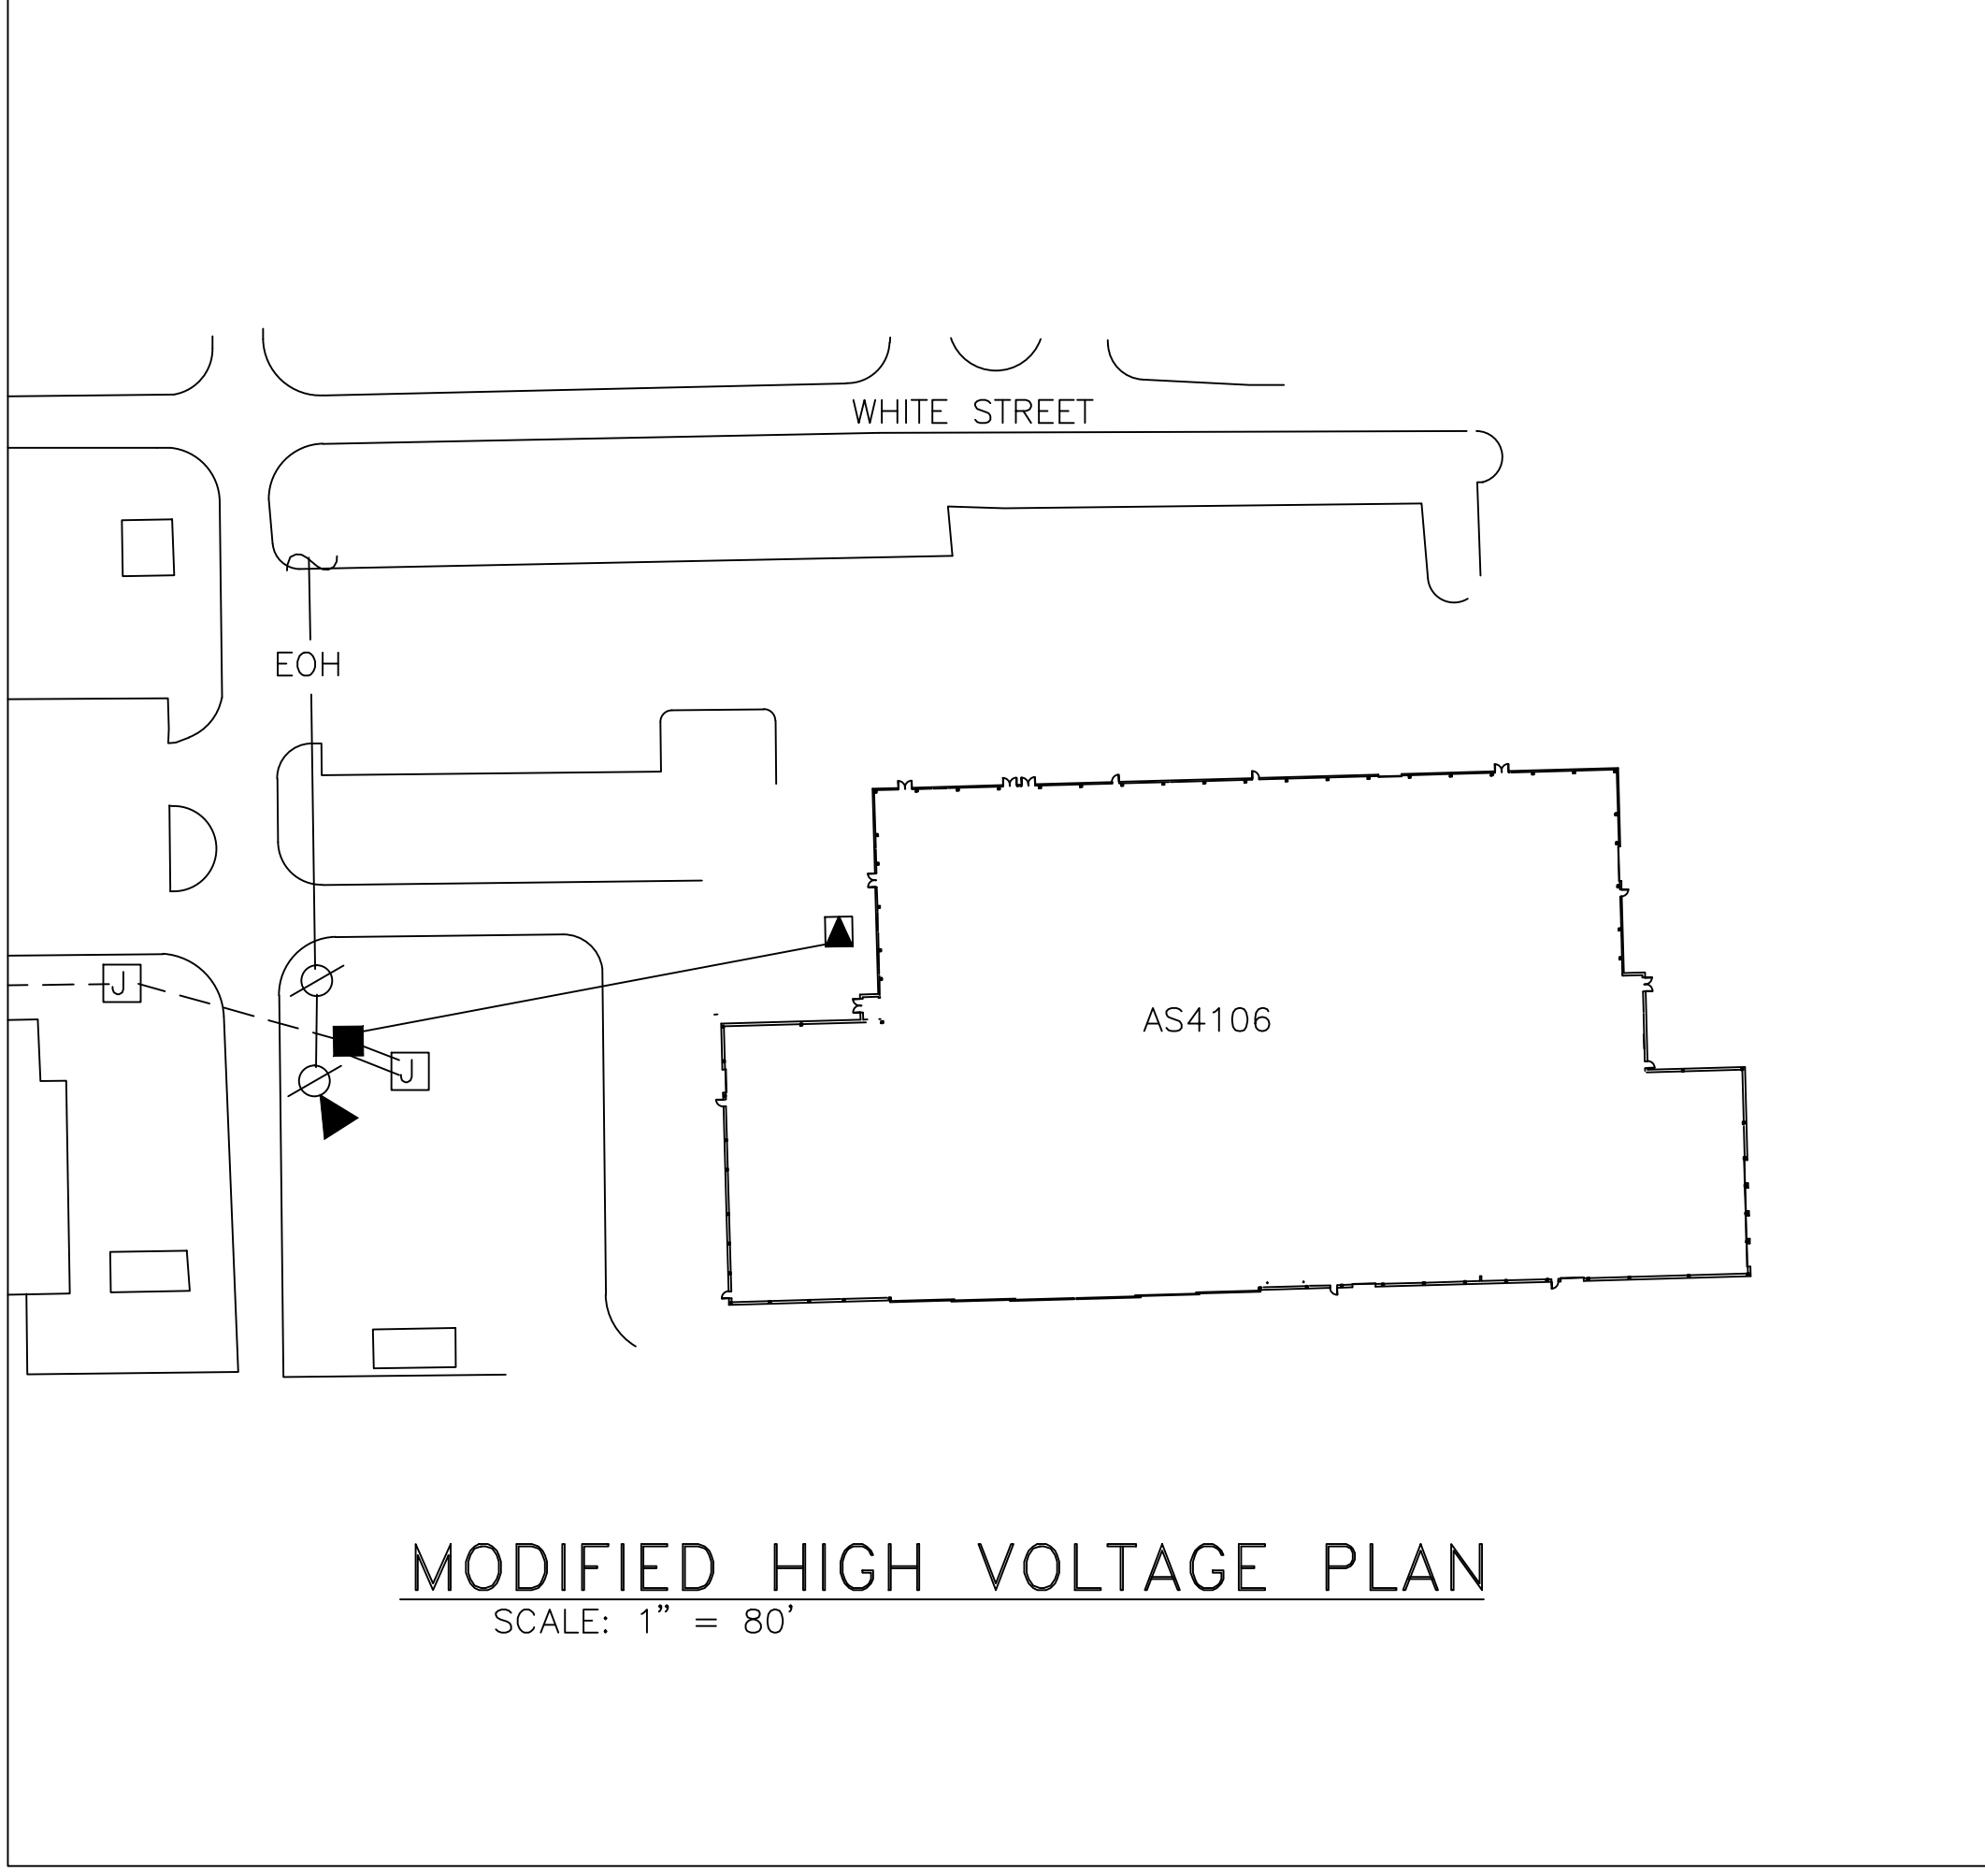 WHITE STREET
EOH
J
AS4106
J
MODIFIED HIGH VOLTAGE PLAN
SCALE: 1" = 80'